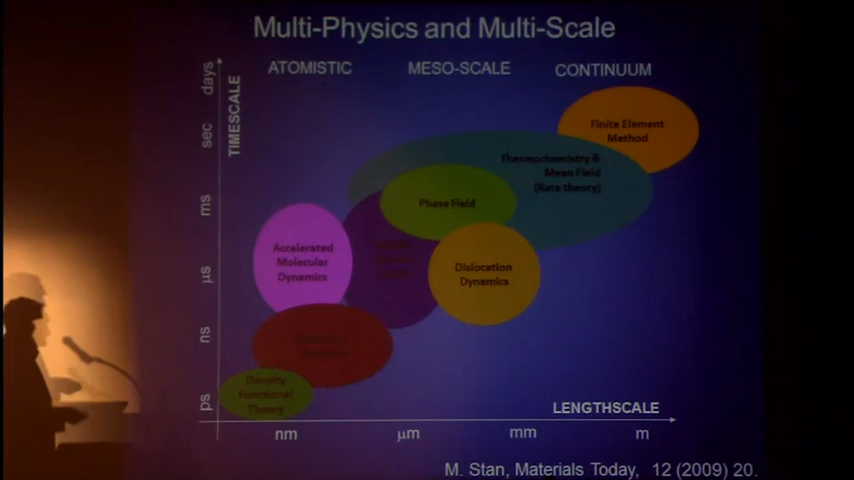 Multi-Physics and Multi-Scale
ATOMISTIC
MESO-SCALE
CONTINUUM
TIMESCALE
days
sec
ms
μs
ns
ps
Finite Element
Method
Thermochemistry &
Mean Field
(Rate theory)
Phase Field
Accelerated
Molecular
Dynamics
Dislocation
Dynamics
Density
Functional
Theory
LENGTHSCALE
nm
μm
mm
m
M. Stan, Materials Today, 12 (2009) 20.